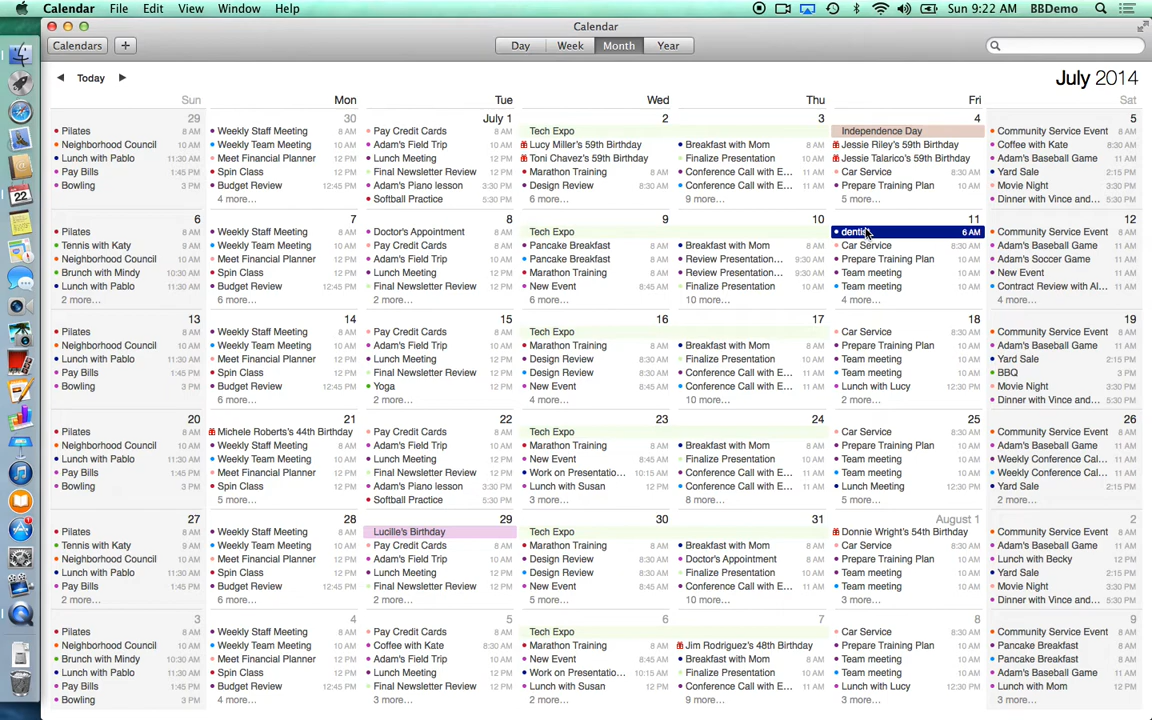 Calendar File Edit View Window Help Sun 9:22 AM BBDemo
Calendar
Calendars + Day Week Month Year
Today July 2014
Sun Mon Tue Wed Thu Fri Sat
29 30 July 1 2 3 4 5
Pilates 8 AM Weekly Staff Meeting 8 AM Pay Credit Cards 8 AM Tech Expo Independence Day Community Service Event 8 AM
Neighborhood Council 10 AM Weekly Team Meeting 10 AM Adam's Field Trip 10 AM Lucy Miller's 59th Birthday Breakfast with Mom 8 AM Jessie Riley's 59th Birthday Coffee with Kate 10 AM
Lunch with Pablo 11:30 AM Meet Financial Planner 12 PM Lunch Meeting 12 PM Toni Chavez's 59th Birthday Finalize Presentation 10 AM Jessie Talarico's 59th Birthday Adam's Baseball Game 11 AM
Pay Bills 1:45 PM Spin Class 12 PM Final Newsletter Review 12 PM Marathon Training 8 AM Conference Call with E... 11 AM Car Service 8:30 AM Yard Sale 2:15 PM
Bowling 3 PM Budget Review 12:45 PM Adam's Piano lesson 3:30 PM Design Review 8:30 AM Conference Call with E... 11 AM Prepare Training Plan 10 AM Movie Night 3:30 PM
4 more... Softball Practice 5:30 PM 6 more... 9 more... 5 more... Dinner with Vince and... 5:30 PM
6 7 8 9 10 11 12
Pilates 8 AM Weekly Staff Meeting 8 AM Doctor's Appointment 8 AM Tech Expo 6 AM Community Service Event 8 AM
Tennis with Katy 9 AM Weekly Team Meeting 10 AM Pay Credit Cards 8 AM Pancake Breakfast 8 AM Breakfast with Mom 8 AM Car Service 8:30 AM Adam's Baseball Game 11 AM
Neighborhood Council 10 AM Meet Financial Planner 12 PM Adam's Field Trip 10 AM Pancake Breakfast 8 AM Review Presentation... 9:30 AM Prepare Training Plan 10 AM Adam's Soccer Game 11 AM
Brunch with Mindy 10:30 AM Spin Class 12 PM Lunch Meeting 12 PM Marathon Training 8 AM Review Presentation... 9:30 AM Team meeting 10 AM New Event 11 AM
Lunch with Pablo 11:30 AM Budget Review 12:45 PM Final Newsletter Review 12 PM New Event 8:45 AM Finalize Presentation 10 AM Team meeting 10 AM Contract Review with Al... 11 AM
2 more... 6 more... 2 more... 6 more... 10 more... 4 more... 4 more...
13 14 15 16 17 18 19
Pilates 8 AM Weekly Staff Meeting 8 AM Pay Credit Cards 8 AM Tech Expo Car Service 8:30 AM Community Service Event 8 AM
Neighborhood Council 10 AM Weekly Team Meeting 10 AM Adam's Field Trip 10 AM Marathon Training 8 AM Breakfast with Mom 8 AM Prepare Training Plan 10 AM Adam's Baseball Game 11 AM
Lunch with Pablo 11:30 AM Meet Financial Planner 12 PM Lunch Meeting 12 PM Design Review 8:30 AM Finalize Presentation 10 AM Team meeting 10 AM Yard Sale 2:15 PM
Pay Bills 1:45 PM Spin Class 12 PM Final Newsletter Review 12 PM Design Review 8:30 AM Conference Call with E... 11 AM Team meeting 10 AM BBQ 3 PM
Bowling 3 PM Budget Review 12:45 PM Yoga 2 PM New Event 8:45 AM Conference Call with E... 11 AM Lunch with Lucy 12:30 PM Movie Night 3:30 PM
6 more... 2 more... 4 more... 10 more... 2 more... Dinner with Vince and... 5:30 PM
20 21 22 23 24 25 26
Pilates 8 AM Michele Roberts's 44th Birthday Pay Credit Cards 8 AM Tech Expo Car Service 8:30 AM Community Service Event 8 AM
Neighborhood Council 10 AM Weekly Staff Meeting 8 AM Adam's Field Trip 10 AM Marathon Training 8 AM Breakfast with Mom 8 AM Prepare Training Plan 10 AM Adam's Baseball Game 11 AM
Lunch with Pablo 11:30 AM Weekly Team Meeting 10 AM Lunch Meeting 12 PM New Event 8:45 AM Finalize Presentation 10 AM Team meeting 10 AM Weekly Conference Cal... 11 AM
Pay Bills 1:45 PM Meet Financial Planner 12 PM Final Newsletter Review 12 PM Work on Presentatio... 10:15 AM Conference Call with E... 11 AM Team meeting 10 AM Weekly Conference Cal... 11 AM
Bowling 3 PM Spin Class 12 PM Adam's Piano lesson 3:30 PM Lunch with Susan 12 PM Conference Call with E... 11 AM Lunch Meeting 12 PM Yard Sale 2:15 PM
5 more... Softball Practice 5:30 PM 3 more... 8 more... 5 more... 2 more...
27 28 29 30 31 August 1 2
Pilates 8 AM Weekly Staff Meeting 8 AM Lucille's Birthday Tech Expo Donnie Wright's 54th Birthday Community Service Event 8 AM
Tennis with Katy 9 AM Weekly Team Meeting 10 AM Pay Credit Cards 8 AM Marathon Training 8 AM Breakfast with Mom 8 AM Car Service 8:30 AM Adam's Baseball Game 11 AM
Neighborhood Council 10 AM Meet Financial Planner 12 PM Adam's Field Trip 10 AM Design Review 8:30 AM Doctor's Appointment 8 AM Prepare Training Plan 10 AM Lunch with Becky 12 PM
Lunch with Pablo 11:30 AM Spin Class 12 PM Lunch Meeting 12 PM Design Review 8:30 AM Finalize Presentation 10 AM Team meeting 10 AM Yard Sale 2:15 PM
Pay Bills 1:45 PM Budget Review 12:45 PM Final Newsletter Review 12 PM New Event 8:45 AM Conference Call with E... 11 AM Team meeting 10 AM Movie Night 3:30 PM
2 more... 6 more... 2 more... 5 more... 10 more... 3 more... Dinner with Vince and... 5:30 PM
3 4 5 6 7 8 9
Pilates 8 AM Weekly Staff Meeting 8 AM Pay Credit Cards 8 AM Tech Expo Car Service 8:30 AM Community Service Event 8 AM
Neighborhood Council 10 AM Weekly Team Meeting 10 AM Coffee with Kate 10 AM Marathon Training 8 AM Jim Rodriguez's 48th Birthday Prepare Training Plan 10 AM Pancake Breakfast 8 AM
Brunch with Mindy 10:30 AM Meet Financial Planner 12 PM Adam's Field Trip 10 AM New Event 8:45 AM Breakfast with Mom 8 AM Team meeting 10 AM Pancake Breakfast 8 AM
Lunch with Pablo 11:30 AM Spin Class 12 PM Lunch Meeting 12 PM Work on Presentatio... 10:15 AM Finalize Presentation 10 AM Team meeting 10 AM Adam's Baseball Game 11 AM
Pay Bills 1:45 PM Budget Review 12:45 PM Final Newsletter Review 12 PM Lunch with Susan 12 PM Conference Call with E... 11 AM Lunch with Lucy 12:30 PM Lunch with Mom 12 PM
Bowling 3 PM 4 more... 3 more... 2 more... 9 more... 3 more... 2 more...